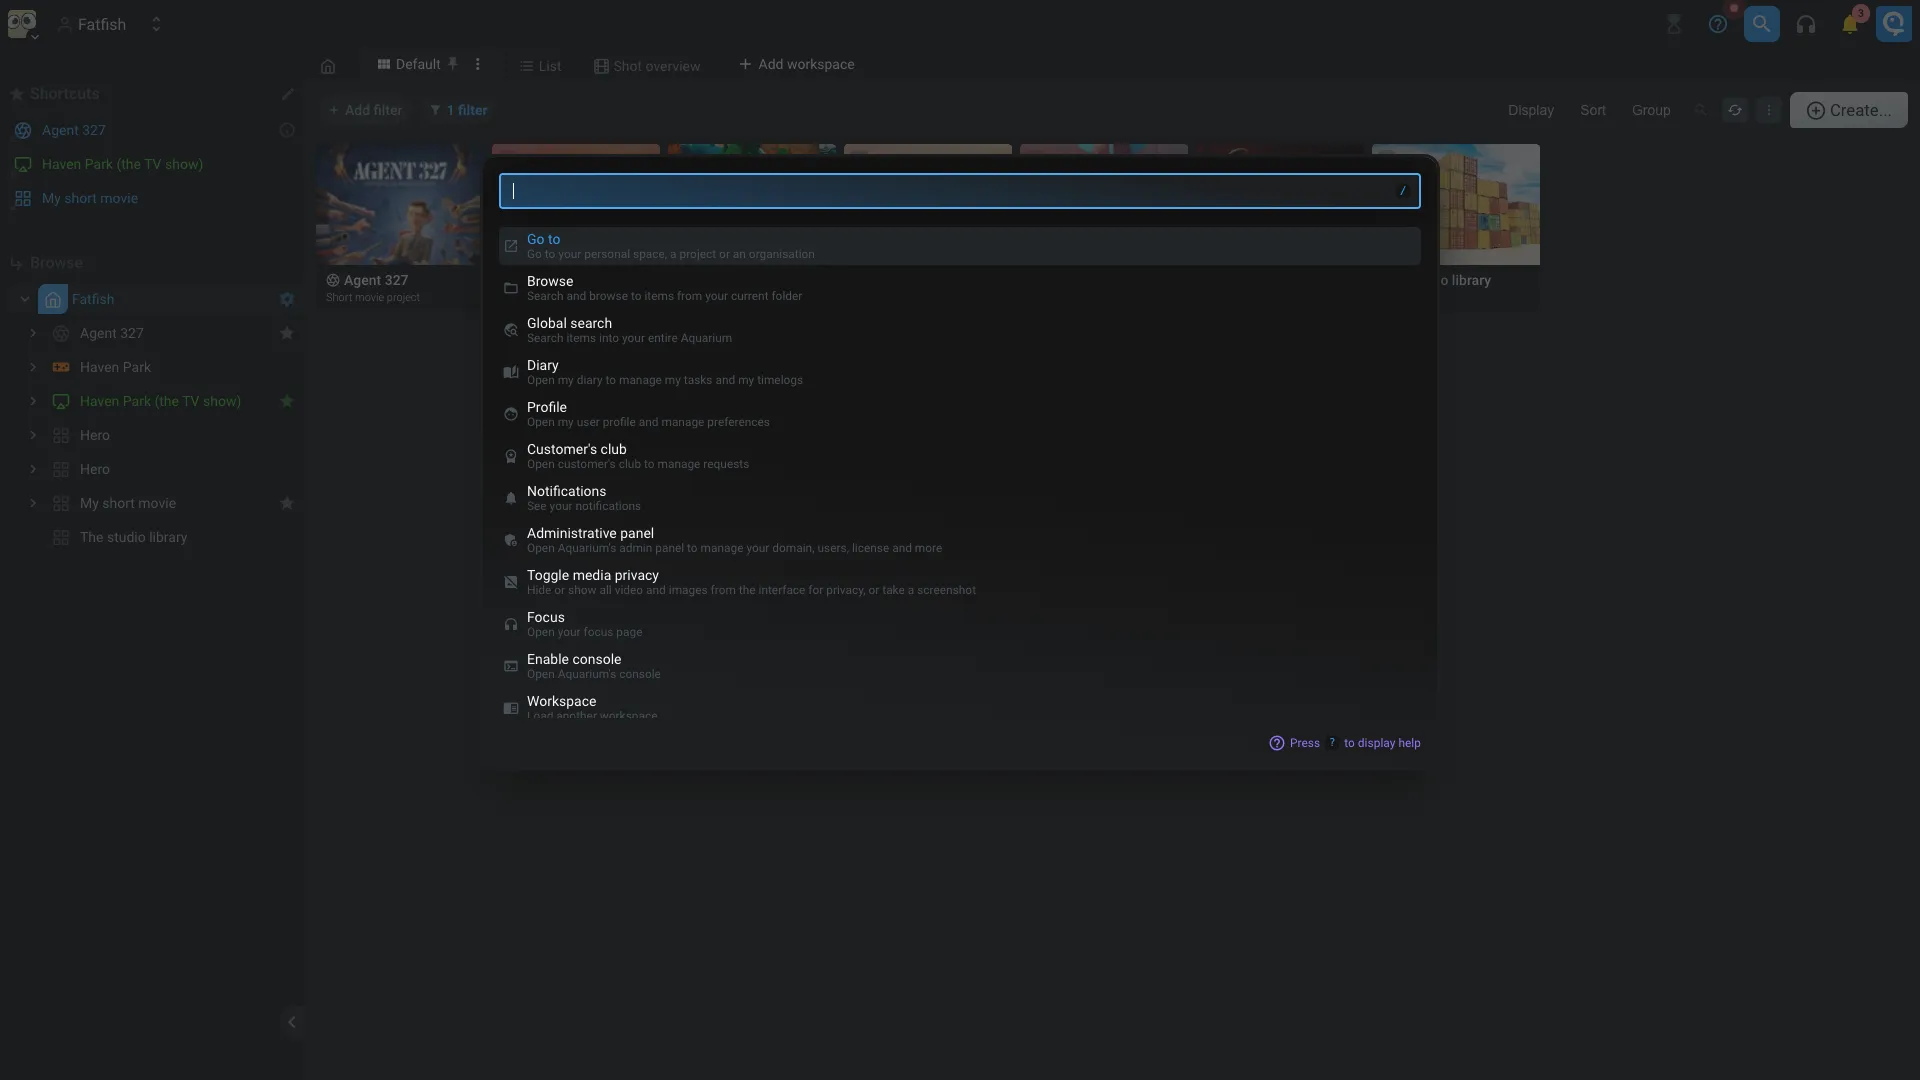 Fatfish
3
Default
List
Shot overview
Add workspace
Shortcuts
Add filter
1 filter
Display
Sort
Group
Create...
Agent 327
Haven Park (the TV show)
My short movie
AGENT 327
/
Go to
Go to your personal space, a project or an organisation
Browse
Search and browse to items from your current folder
Global search
Search items into your entire Aquarium
Diary
Open my diary to manage my tasks and my timelogs
Profile
Open my user profile and manage preferences
Customer's club
Open customer's club to manage requests
Notifications
See your notifications
Administrative panel
Open Aquarium's admin panel to manage your domain, users, license and more
Toggle media privacy
Hide or show all video and images from the interface for privacy, or take a screenshot
Focus
Open your focus page
Enable console
Open Aquarium's console
Workspace
Load another workspace
Press ? to display help
Agent 327
Short movie project
o library
Browse
Fatfish
Agent 327
Haven Park
Haven Park (the TV show)
Hero
Hero
My short movie
The studio library